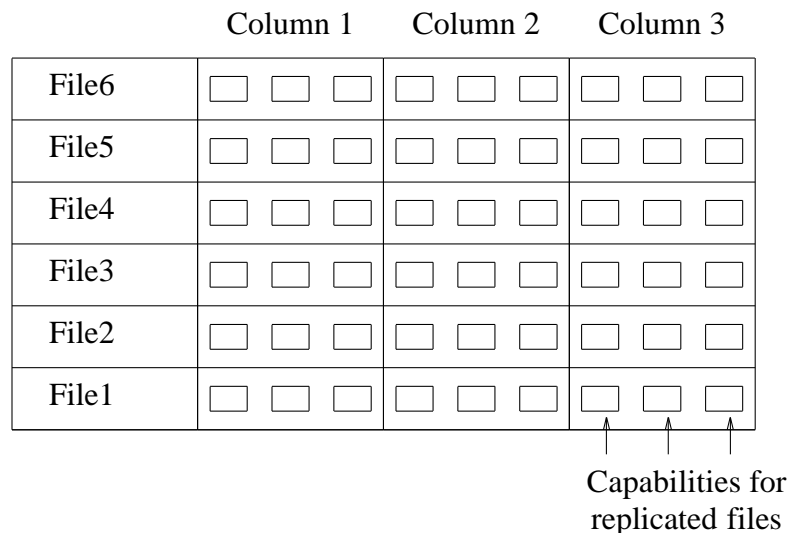 Column 1 Column 2 Column 3
File6
File5
File4
File3
File2
File1
Capabilities for
replicated files